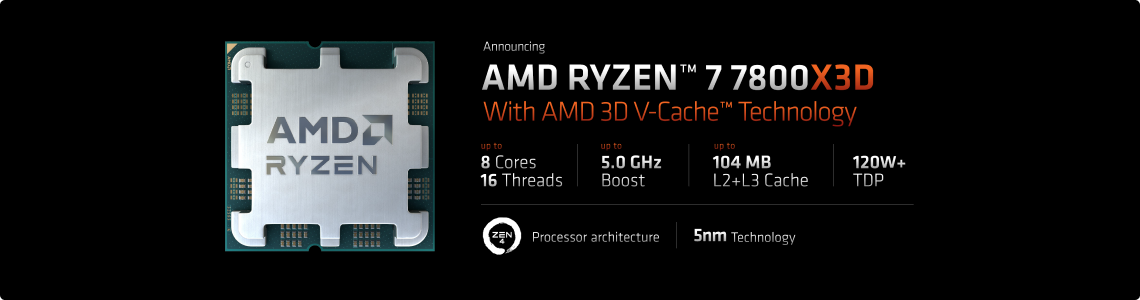 AMD
RYZEN
Announcing
AMD RYZEN™ 7 7800X3D
With AMD 3D V-Cache™ Technology
up to
8 Cores
16 Threads
up to
5.0 GHz
Boost
up to
104 MB
L2+L3 Cache
120W+
TDP
ZEN
4
Processor architecture
5nm Technology